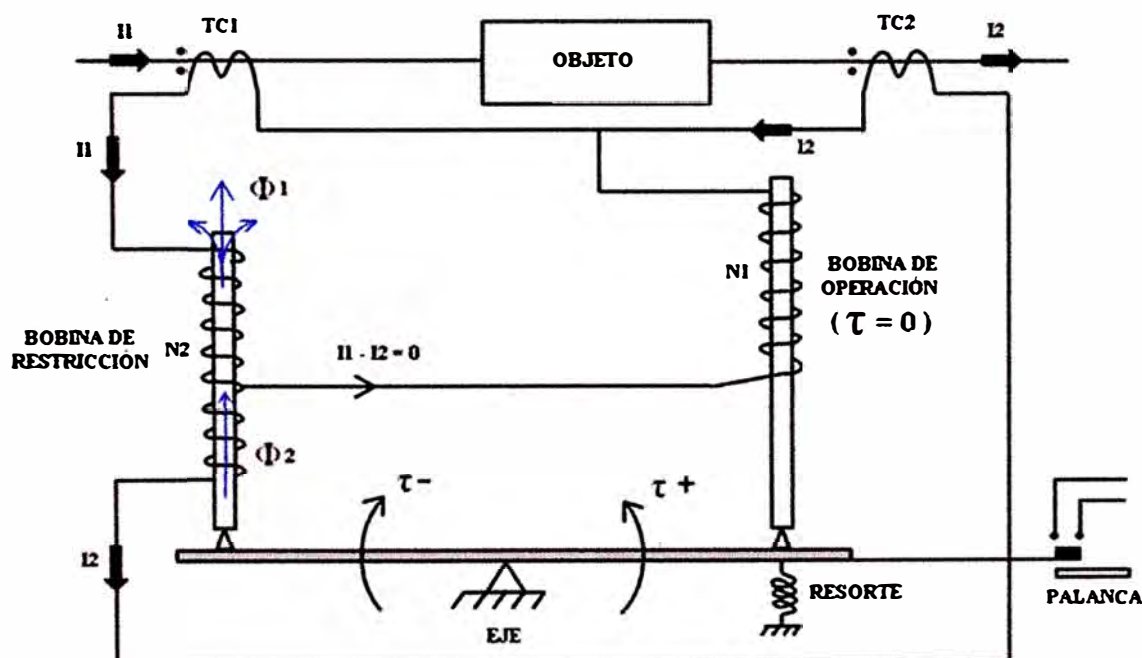 I1
TC1
OBJETO
TC2
I2
I1
I2
Φ1
N1
BOBINA DE
OPERACIÓN
(τ = 0)
BOBINA DE
RESTRICCIÓN
N2
I1 - I2 = 0
Φ2
τ-
τ+
I2
RESORTE
PALANCA
EJE